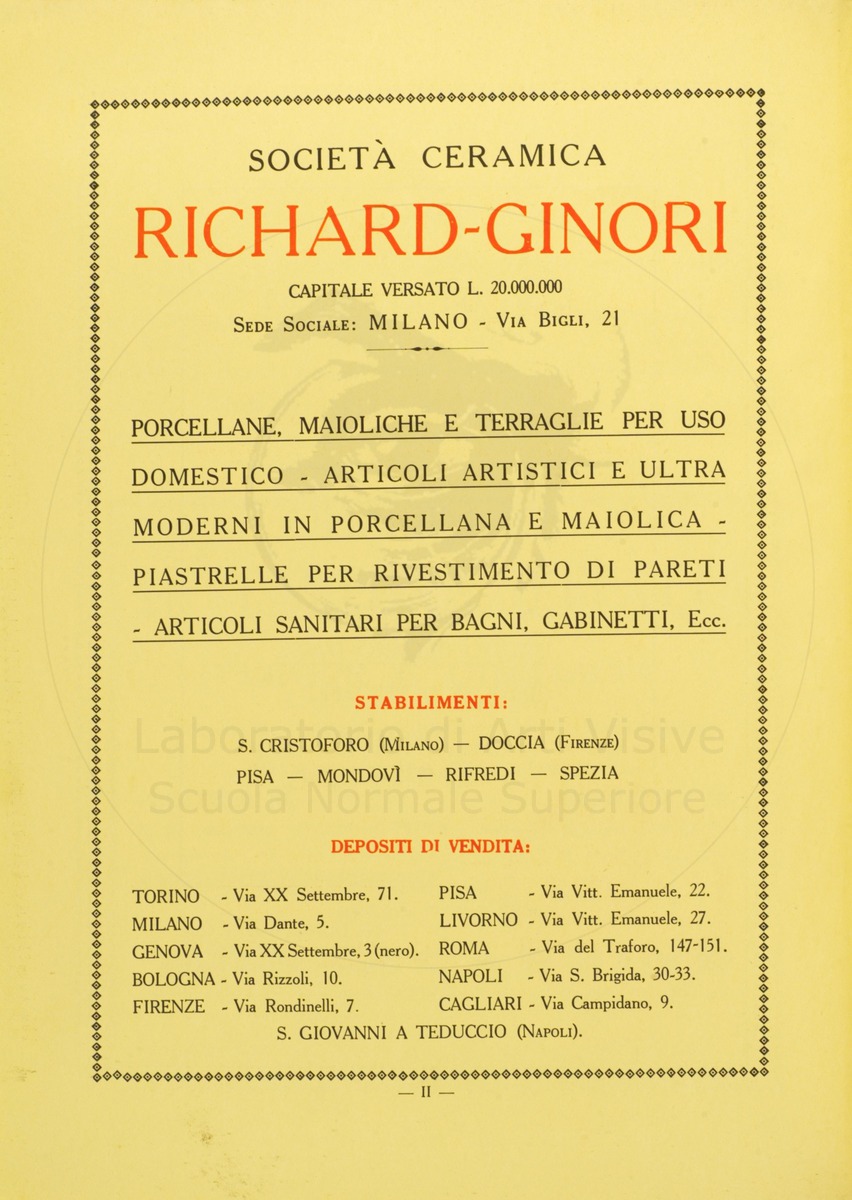 SOCIETÀ CERAMICA
RICHARD-GINORI
CAPITALE VERSATO L. 20.000.000
SEDE SOCIALE: MILANO - VIA BIGLI, 21
PORCELLANE, MAIOLICHE E TERRAGLIE PER USO
DOMESTICO - ARTICOLI ARTISTICI E ULTRA
MODERNI IN PORCELLANA E MAIOLICA -
PIASTRELLE PER RIVESTIMENTO DI PARETI
- ARTICOLI SANITARI PER BAGNI, GABINETTI, Ecc.
STABILIMENTI:
S. CRISTOFORO (MILANO) — DOCCIA (FIRENZE)
PISA — MONDOVÌ — RIFREDI — SPEZIA
Laboratorio di Arti Visive
Scuola Normale Superiore
DEPOSITI DI VENDITA:
TORINO - Via XX Settembre, 71.
MILANO - Via Dante, 5.
GENOVA - Via XX Settembre, 3 (nero).
BOLOGNA - Via Rizzoli, 10.
FIRENZE - Via Rondinelli, 7.
PISA - Via Vitt. Emanuele, 22.
LIVORNO - Via Vitt. Emanuele, 27.
ROMA - Via del Traforo, 147-151.
NAPOLI - Via S. Brigida, 30-33.
CAGLIARI - Via Campidano, 9.
S. GIOVANNI A TEDUCCIO (NAPOLI).
— II —